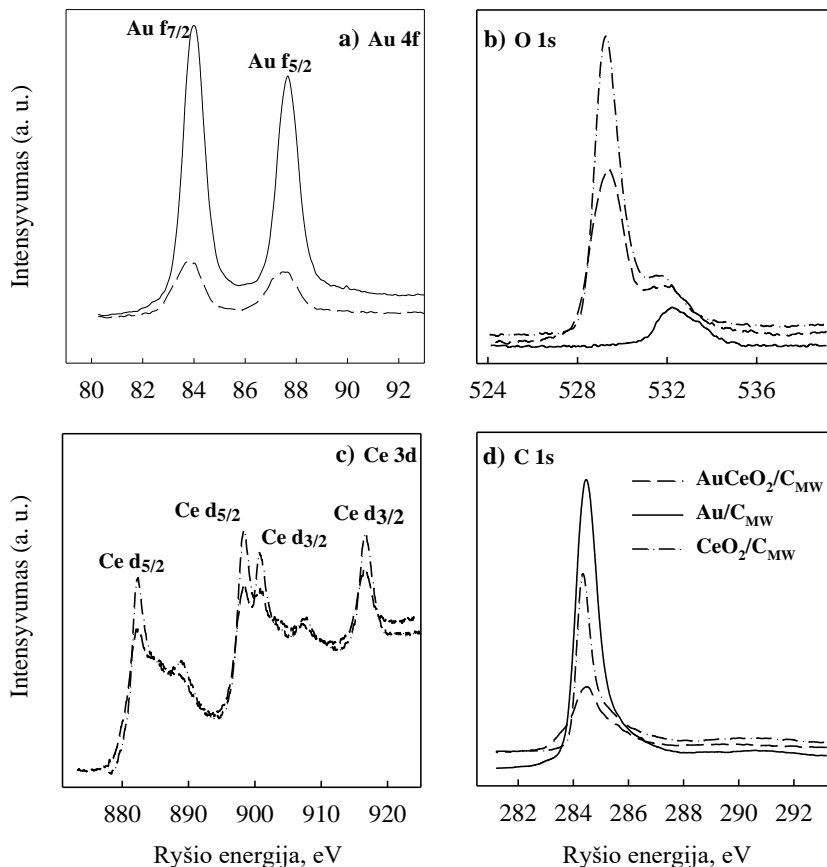 Intensyvumas (a. u.)
a) Au 4f
Au f7/2
Au f5/2
80 82 84 86 88 90 92
b) O 1s
524 528 532 536
Intensyvumas (a. u.)
c) Ce 3d
Ce d5/2
Ce d5/2
Ce d3/2
Ce d3/2
880 890 900 910 920
Ryšio energija, eV
d) C 1s
AuCeO2/CMW
Au/CMW
CeO2/CMW
282 284 286 288 290 292
Ryšio energija, eV